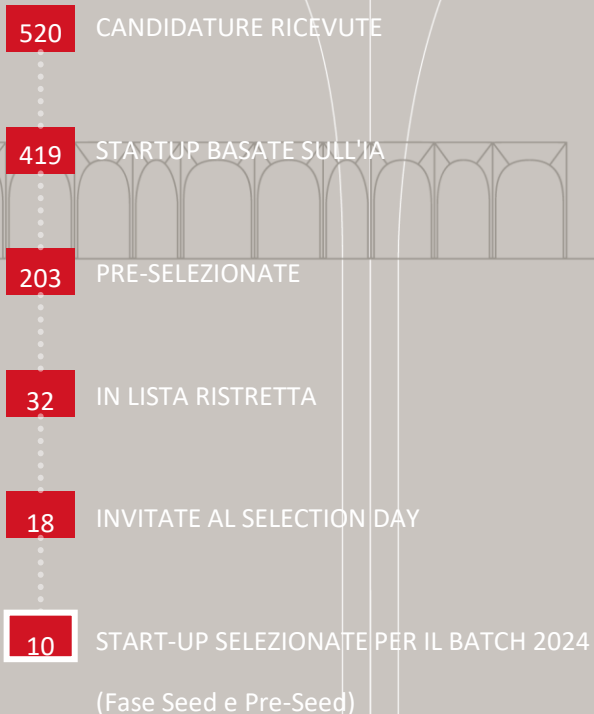 520 CANDIDATURE RICEVUTE
419 STARTUP BASATE SULL'IA
203 PRE-SELEZIONATE
32 IN LISTA RISTRETTA
18 INVITATE AL SELECTION DAY
10 START-UP SELEZIONATE PER IL BATCH 2024
(Fase Seed e Pre-Seed)